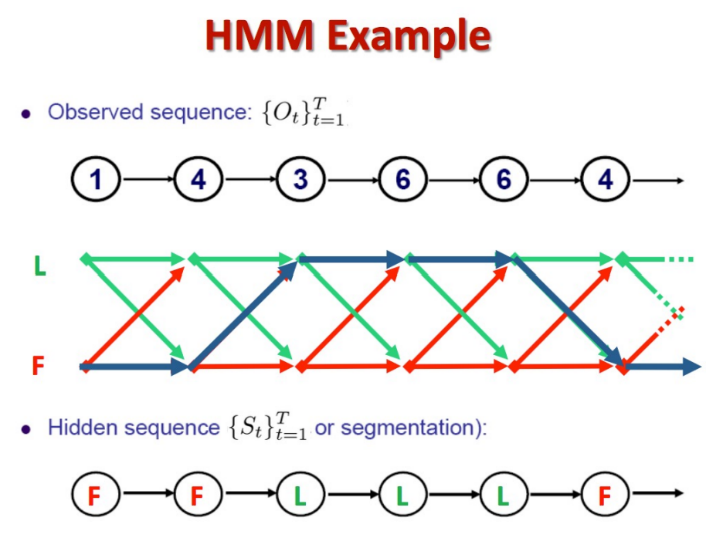 HMM Example
• Observed sequence: {O_t}_{t=1}^T
1 4 3 6 6 4
L
F
• Hidden sequence {S_t}_{t=1}^T or segmentation):
F F L L L F